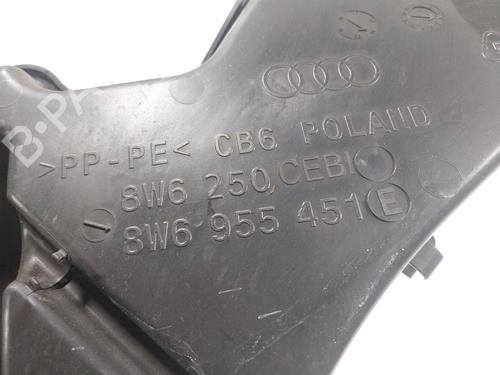 >PP-PE< CB6 POLAND
8W6 250 CEBI
8W6 955 451 E